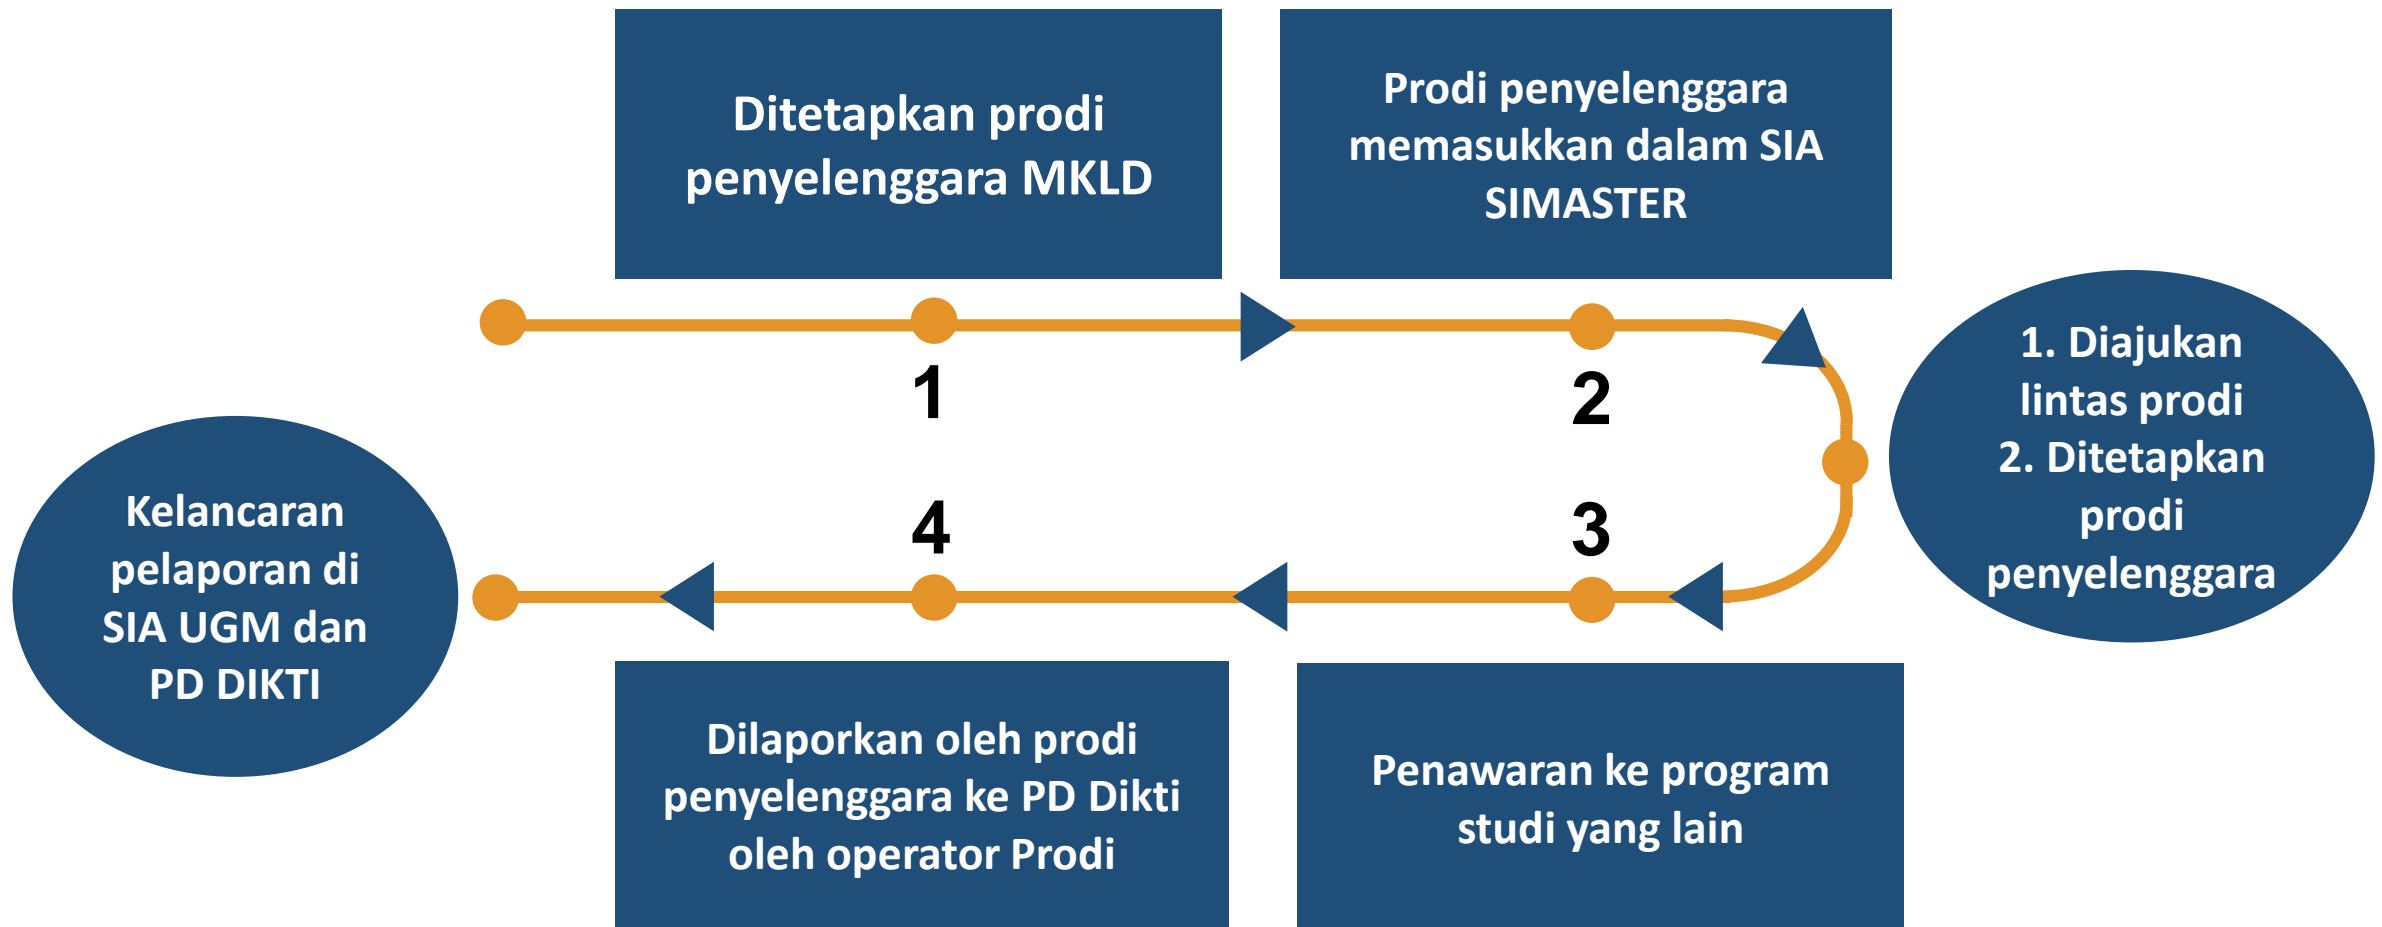 Ditetapkan prodi
penyelenggara MKLD
Prodi penyelenggara
memasukkan dalam SIA
SIMASTER
1
2
1. Diajukan
lintas prodi
2. Ditetapkan
prodi
penyelenggara
3
4
Penawaran ke program
studi yang lain
Dilaporkan oleh prodi
penyelenggara ke PD Dikti
oleh operator Prodi
Kelancaran
pelaporan di
SIA UGM dan
PD DIKTI